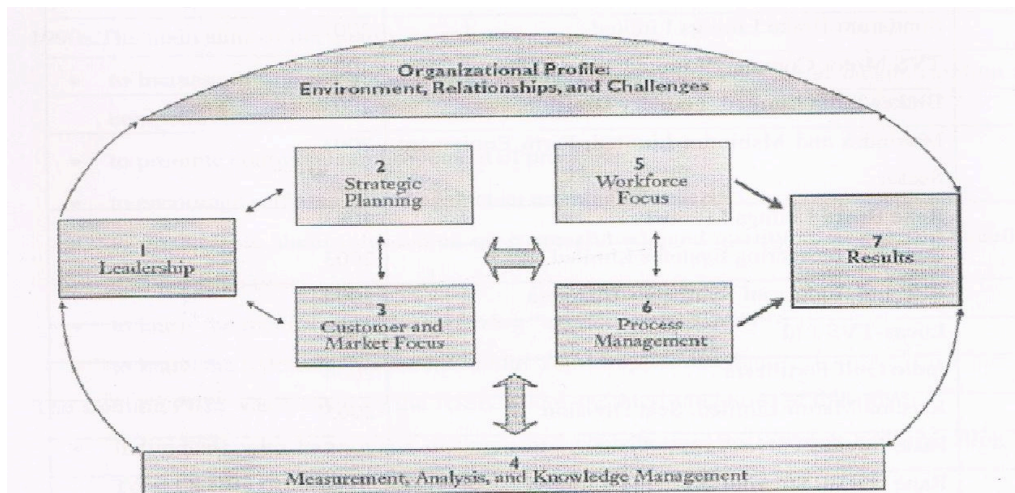 Organizational Profile:
Environment, Relationships, and Challenges
2
Strategic
Planning
5
Workforce
Focus
1
Leadership
7
Results
3
Customer and
Market Focus
6
Process
Management
4
Measurement, Analysis, and Knowledge Management